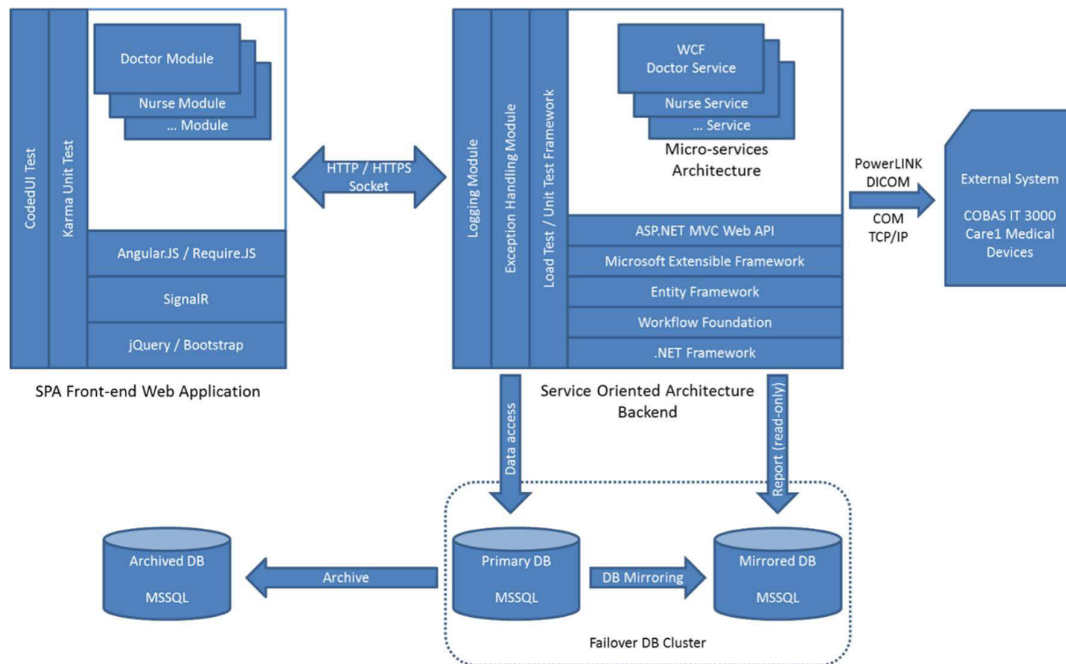 CodedUI Test
Karma Unit Test
Doctor Module
Nurse Module
... Module
Angular.JS / Require.JS
SignalR
jQuery / Bootstrap
SPA Front-end Web Application
HTTP / HTTPS
Socket
Logging Module
Exception Handling Module
Load Test / Unit Test Framework
WCF
Doctor Service
Nurse Service
... Service
Micro-services
Architecture
ASP.NET MVC Web API
Microsoft Extensible Framework
Entity Framework
Workflow Foundation
.NET Framework
Service Oriented Architecture
Backend
PowerLINK
DICOM
COM
TCP/IP
External System
COBAS IT 3000
Care1 Medical
Devices
Data access
Report (read-only)
Archived DB
MSSQL
Archive
Primary DB
MSSQL
DB Mirroring
Mirrored DB
MSSQL
Failover DB Cluster